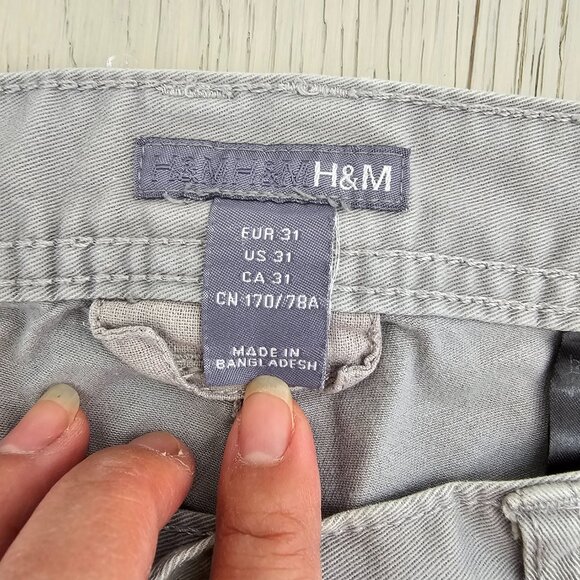 H&M H&M H&M
EUR 31
US 31
CA 31
CN 170/78A
MADE IN
BANGLADESH